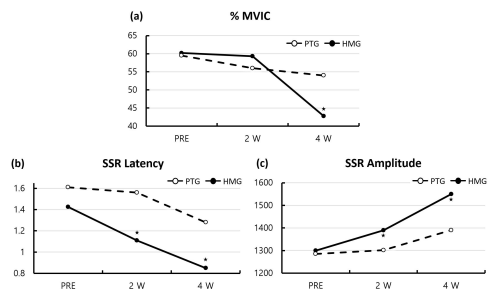 (a) % MVIC
PTG HMG
65
60
55
50
45
40
*
PRE 2 W 4 W
(b) SSR Latency
PTG HMG
1.6
1.4
1.2
1
0.8
* *
PRE 2 W 4 W
(c) SSR Amplitude
PTG HMG
1600
1500
1400
1300
1200
* *
PRE 2 W 4 W